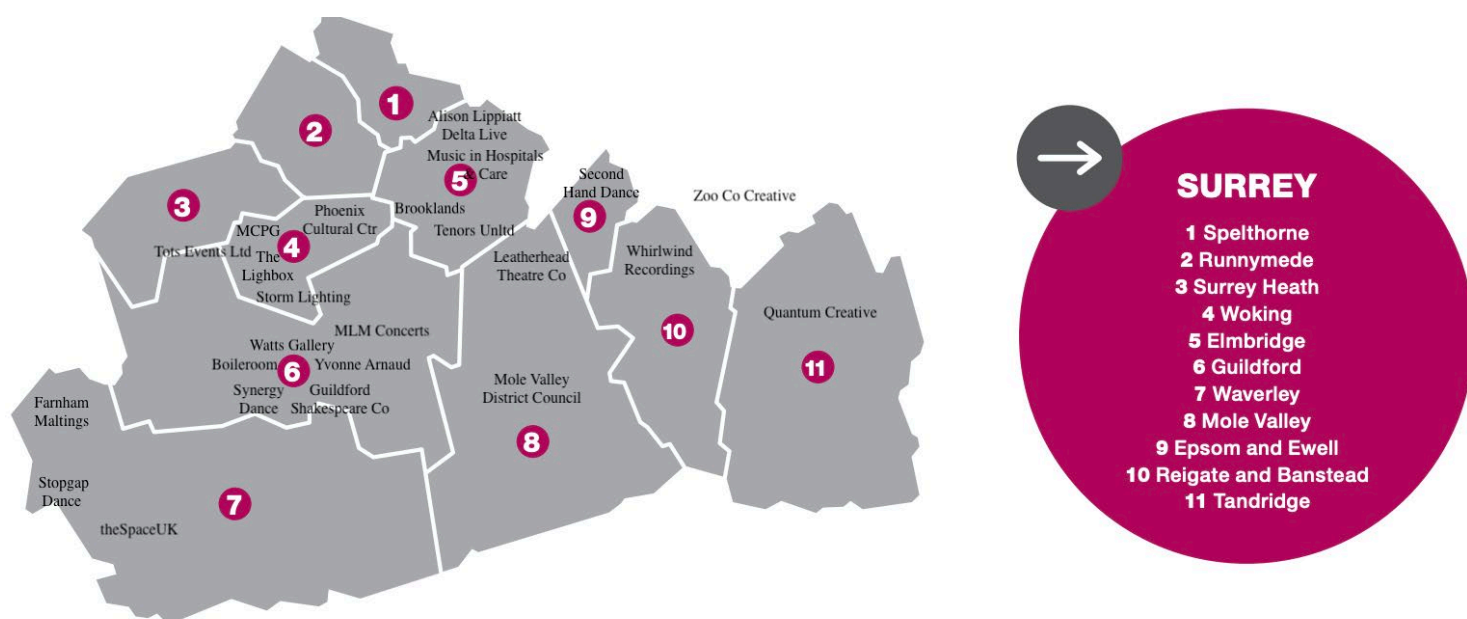 1
Alison Lippiatt
Delta Live
2
Music in Hospitals
& Care
5
Second
Hand Dance
9
Zoo Co Creative
3
Phoenix
Cultural Ctr
Brooklands
MCPG
4
Tenors Unltd
Tots Events Ltd
The
Lighbox
Leatherhead
Theatre Co
Whirlwind
Recordings
Storm Lighting
Quantum Creative
MLM Concerts
10
Watts Gallery
Boileroom
6
Yvonne Arnaud
11
Synergy
Dance
Guildford
Shakespeare Co
Mole Valley
District Council
Farnham
Maltings
8
Stopgap
Dance
7
theSpaceUK
SURREY
1 Spelthorne
2 Runnymede
3 Surrey Heath
4 Woking
5 Elmbridge
6 Guildford
7 Waverley
8 Mole Valley
9 Epsom and Ewell
10 Reigate and Banstead
11 Tandridge